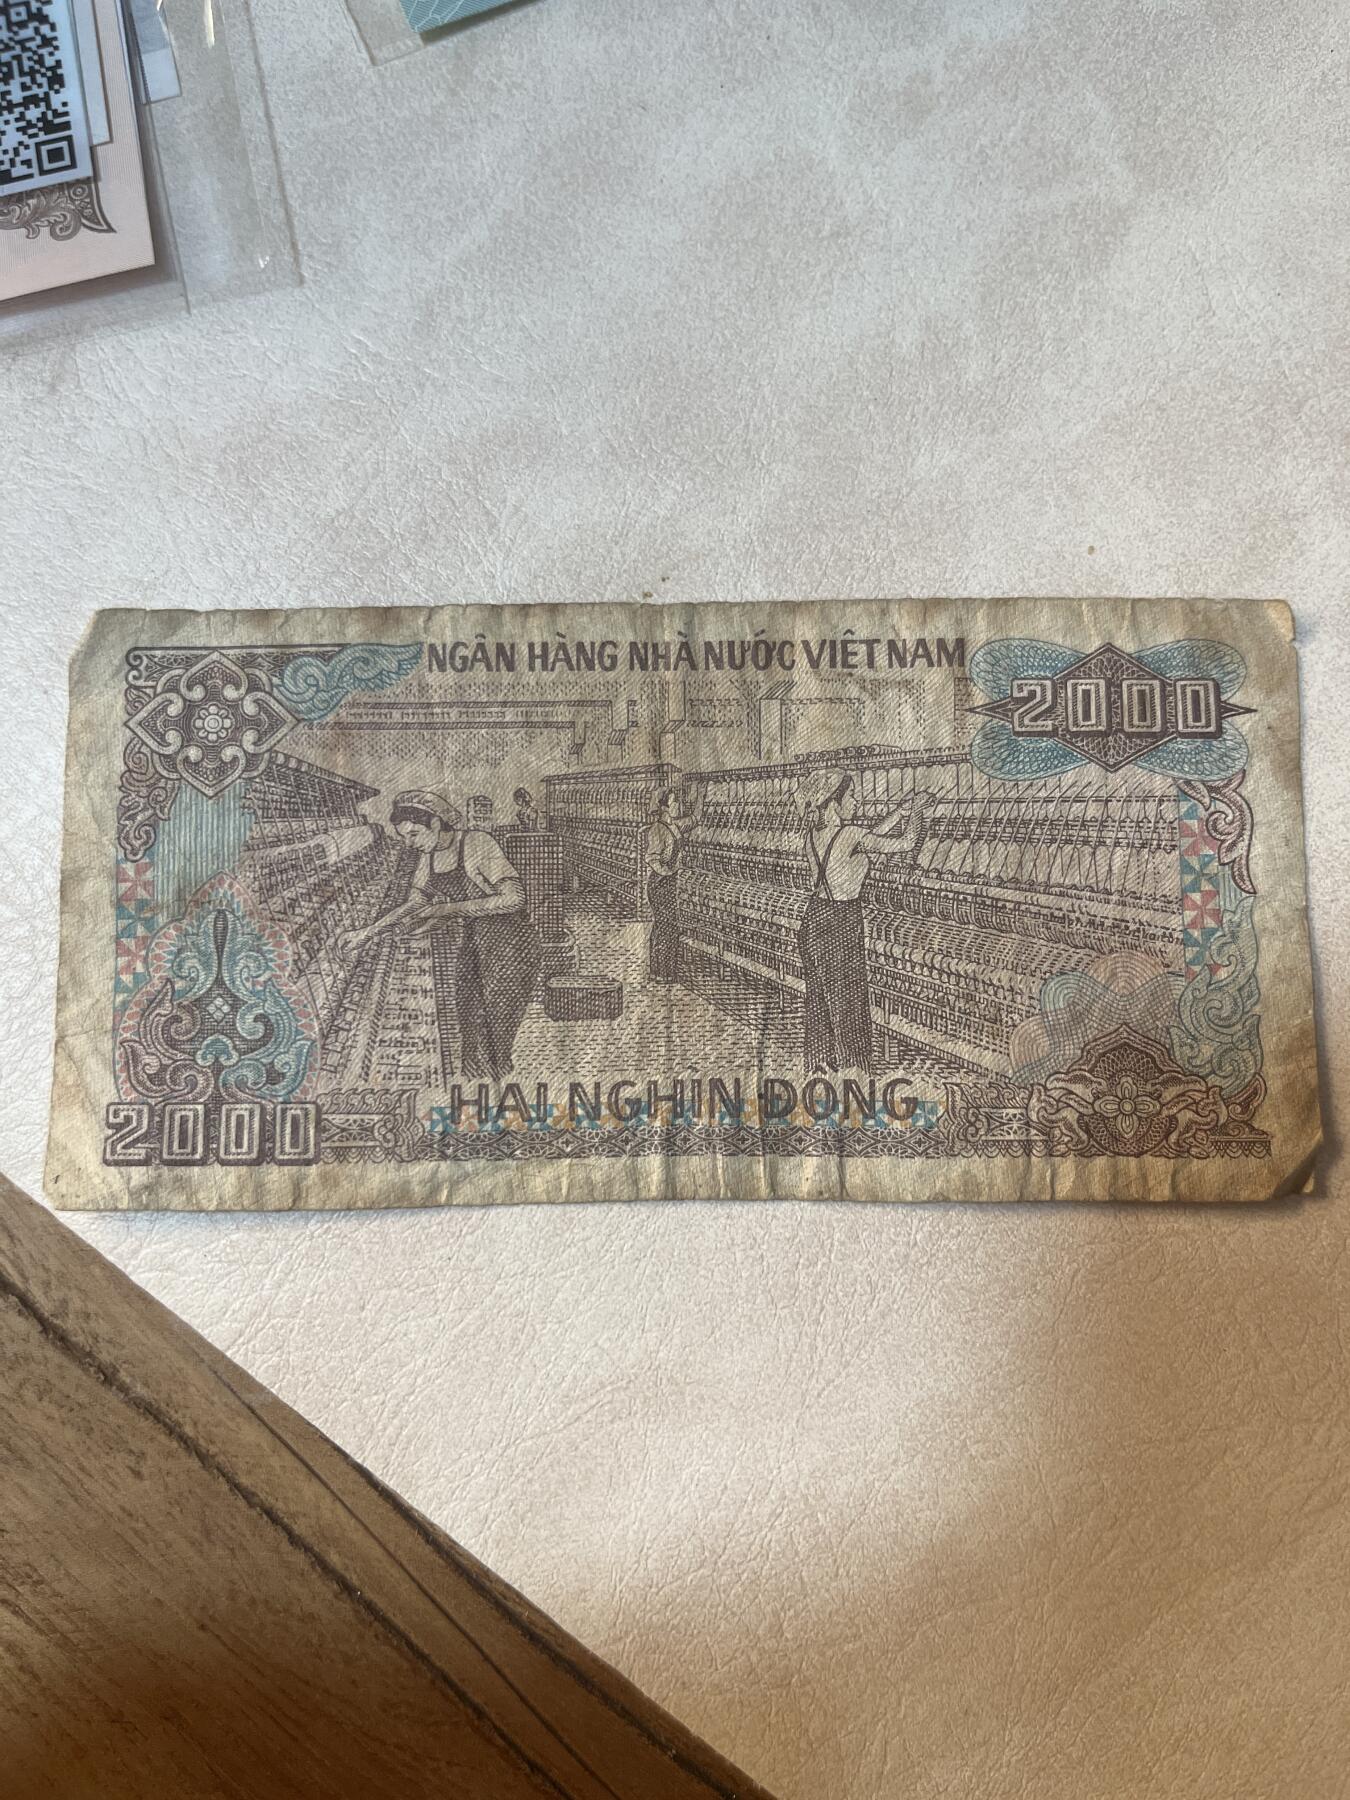 NGÂN HÀNG NHÀ NƯỚC VIỆT NAM
2000
HAI NGHÌN ĐỒNG
2000